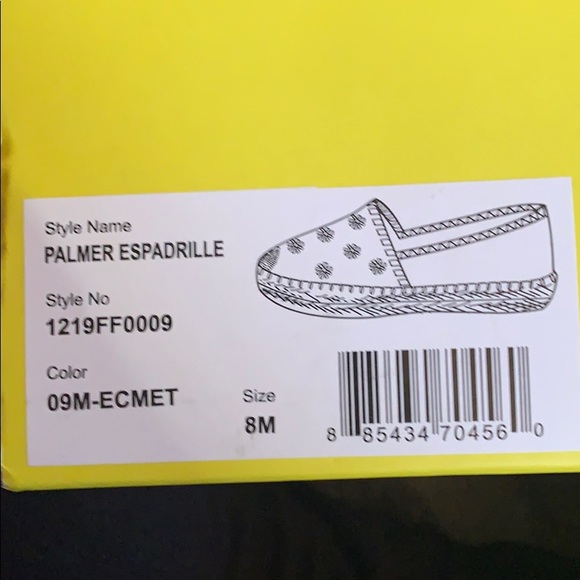 Style Name
PALMER ESPADRILLE
Style No
1219FF0009
Color
09M-ECMET
Size
8M
8 85434 70456 0